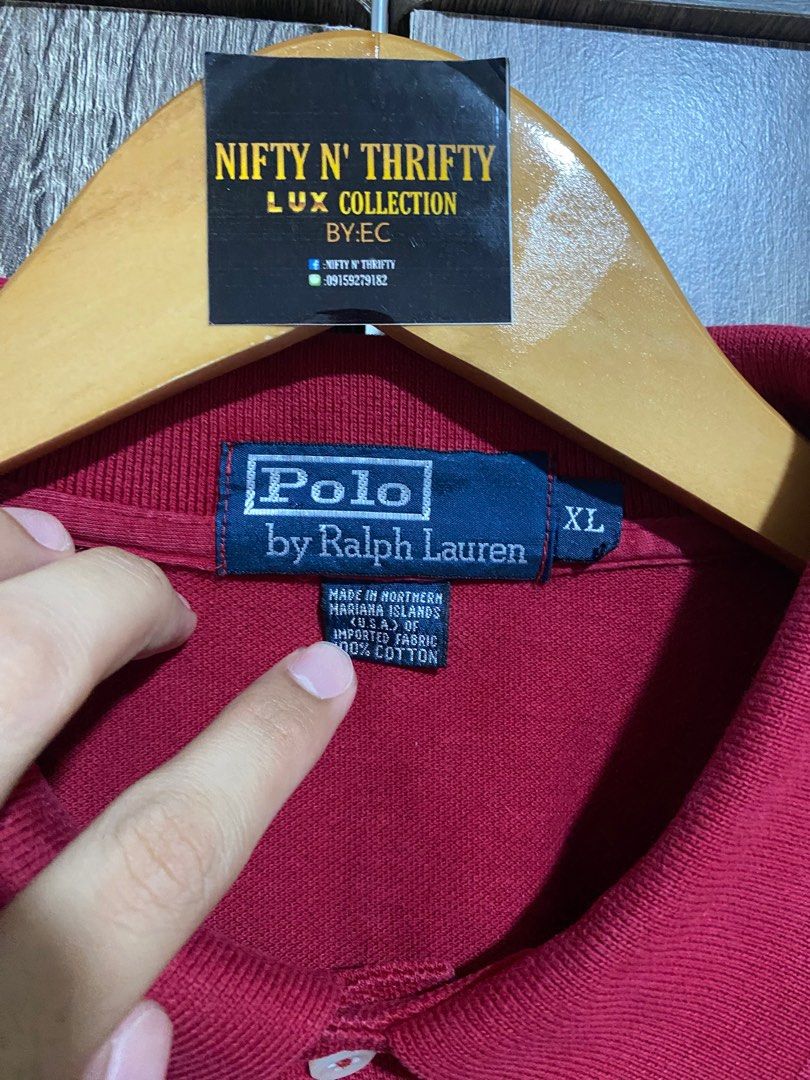 NIFTY N' THRIFTY
LUX COLLECTION
BY:EC
:NIFTY N' THRIFTY
:09159279182
Polo
by Ralph Lauren
XL
MADE IN NORTHERN
MARIANA ISLANDS
(U.S.A.) OF
IMPORTED FABRIC
100% COTTON